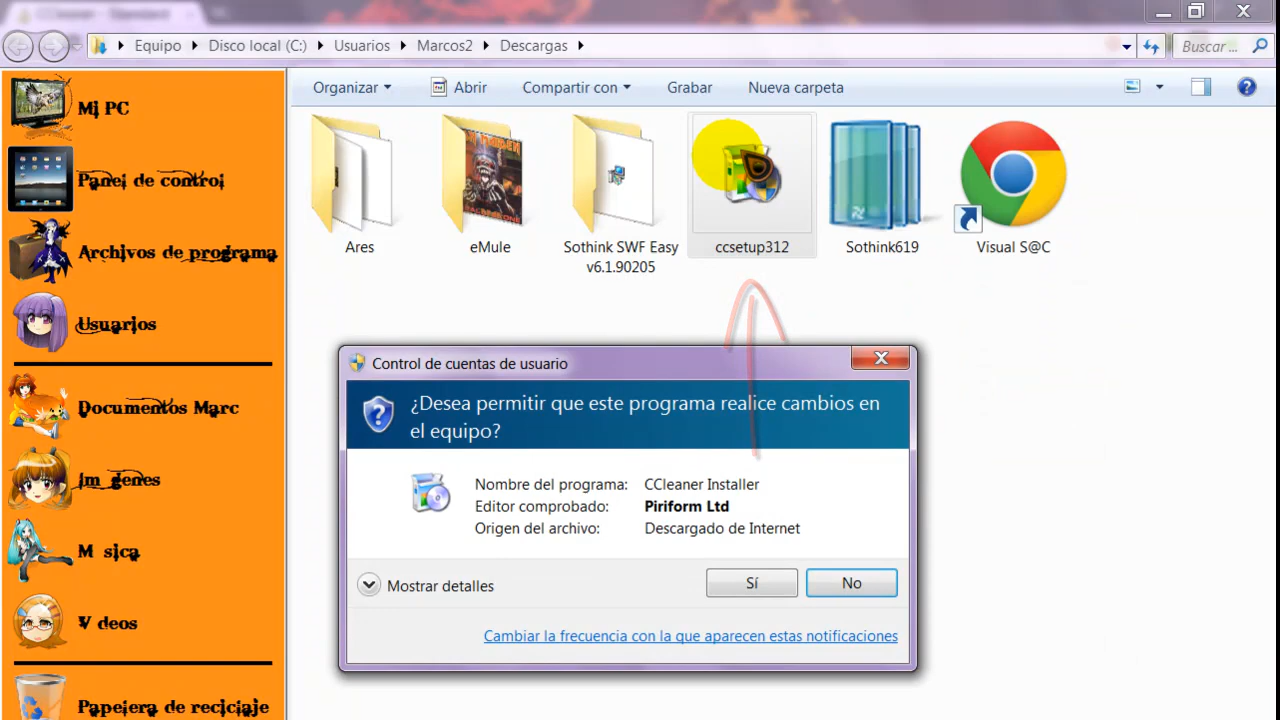 CCleaner - Standard
Equipo
Disco local (C:)
Usuarios
Marcos2
Descargas
Buscar ...
Organizar
Abrir
Compartir con
Grabar
Nueva carpeta
Mi PC
Panel de control
Archivos de programa
Usuarios
Documentos Marc
Im genes
M sica
V deos
Papelera de reciclaje
Ares
eMule
Sothink SWF Easy
v6.1.90205
ccsetup312
Sothink619
Visual S@C
Control de cuentas de usuario
¿Desea permitir que este programa realice cambios en
el equipo?
Nombre del programa: CCleaner Installer
Editor comprobado: Piriform Ltd
Origen del archivo: Descargado de Internet
Mostrar detalles
Sí
No
Cambiar la frecuencia con la que aparecen estas notificaciones